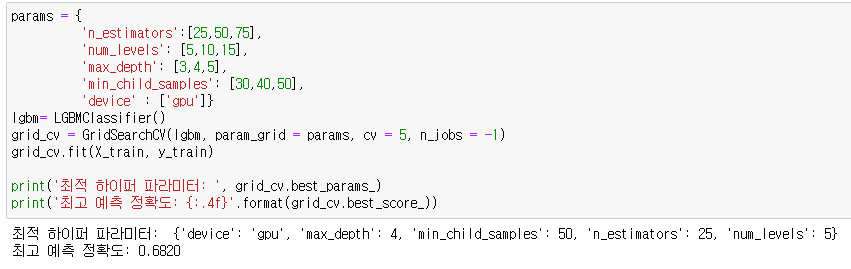 params = {
'n_estimators':[25,50,75],
'num_levels': [5,10,15],
'max_depth': [3,4,5],
'min_child_samples': [30,40,50],
'device' : ['gpu']}
lgbm= LGBMClassifier()
grid_cv = GridSearchCV(lgbm, param_grid = params, cv = 5, n_jobs = -1)
grid_cv.fit(X_train, y_train)
print('최적 하이퍼 파라미터: ', grid_cv.best_params_)
print('최고 예측 정확도: {:.4f}'.format(grid_cv.best_score_))
최적 하이퍼 파라미터:  {'device': 'gpu', 'max_depth': 4, 'min_child_samples': 50, 'n_estimators': 25, 'num_levels': 5}
최고 예측 정확도: 0.6820